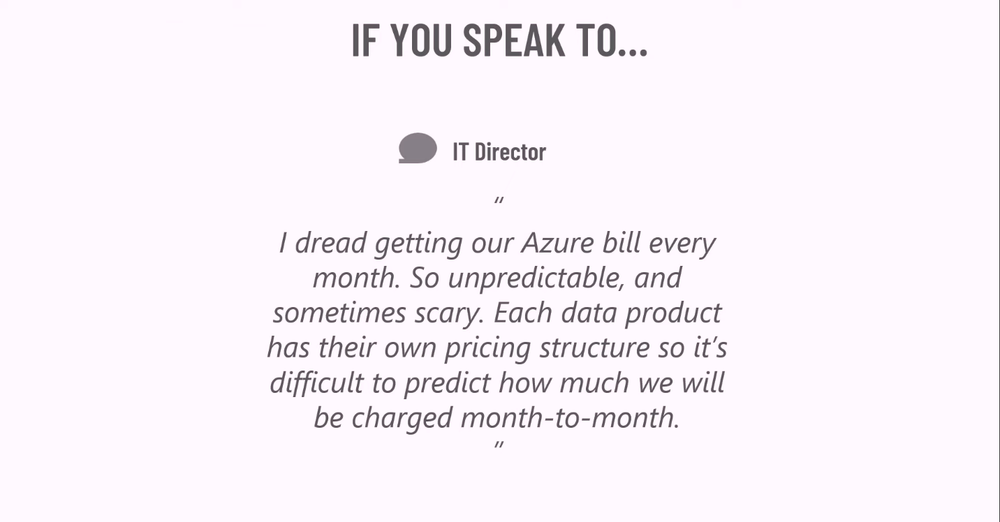 IF YOU SPEAK TO...
IT Director
“
I dread getting our Azure bill every
month. So unpredictable, and
sometimes scary. Each data product
has their own pricing structure so it’s
difficult to predict how much we will
be charged month-to-month.
”